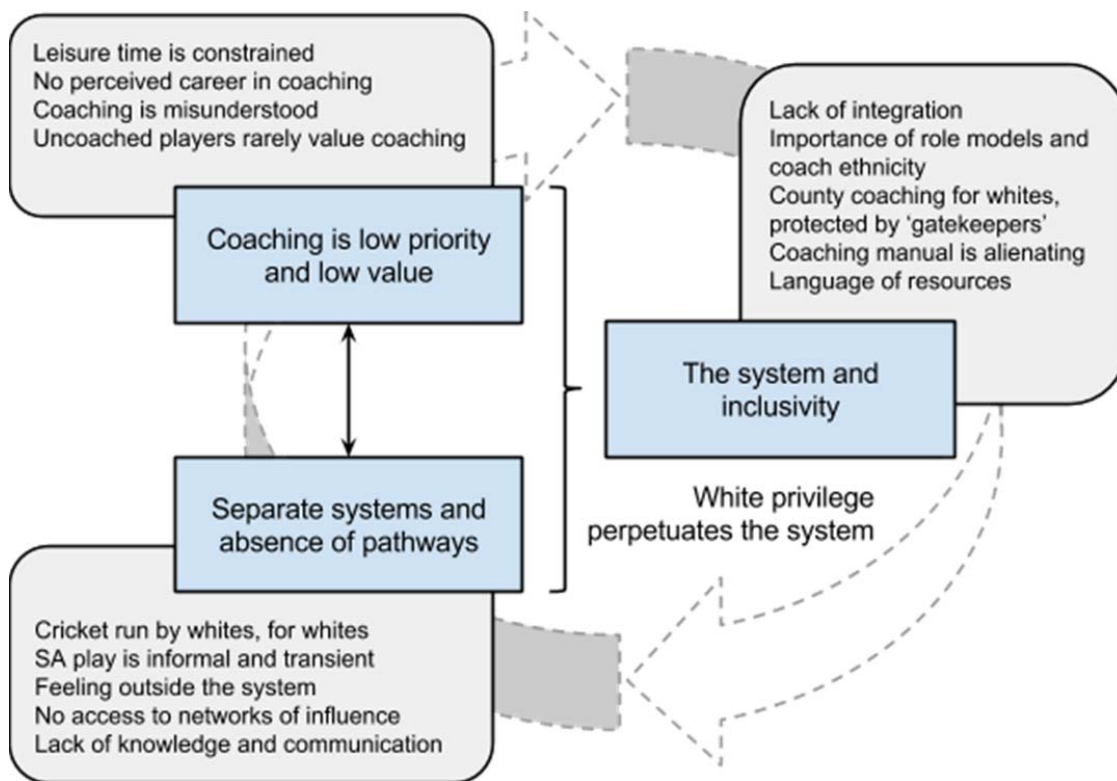 Leisure time is constrained
No perceived career in coaching
Coaching is misunderstood
Uncoached players rarely value coaching
Coaching is low priority
and low value
Separate systems and
absence of pathways
Cricket run by whites, for whites
SA play is informal and transient
Feeling outside the system
No access to networks of influence
Lack of knowledge and communication
Lack of integration
Importance of role models and
coach ethnicity
County coaching for whites,
protected by ‘gatekeepers’
Coaching manual is alienating
Language of resources
The system and
inclusivity
White privilege
perpetuates the system